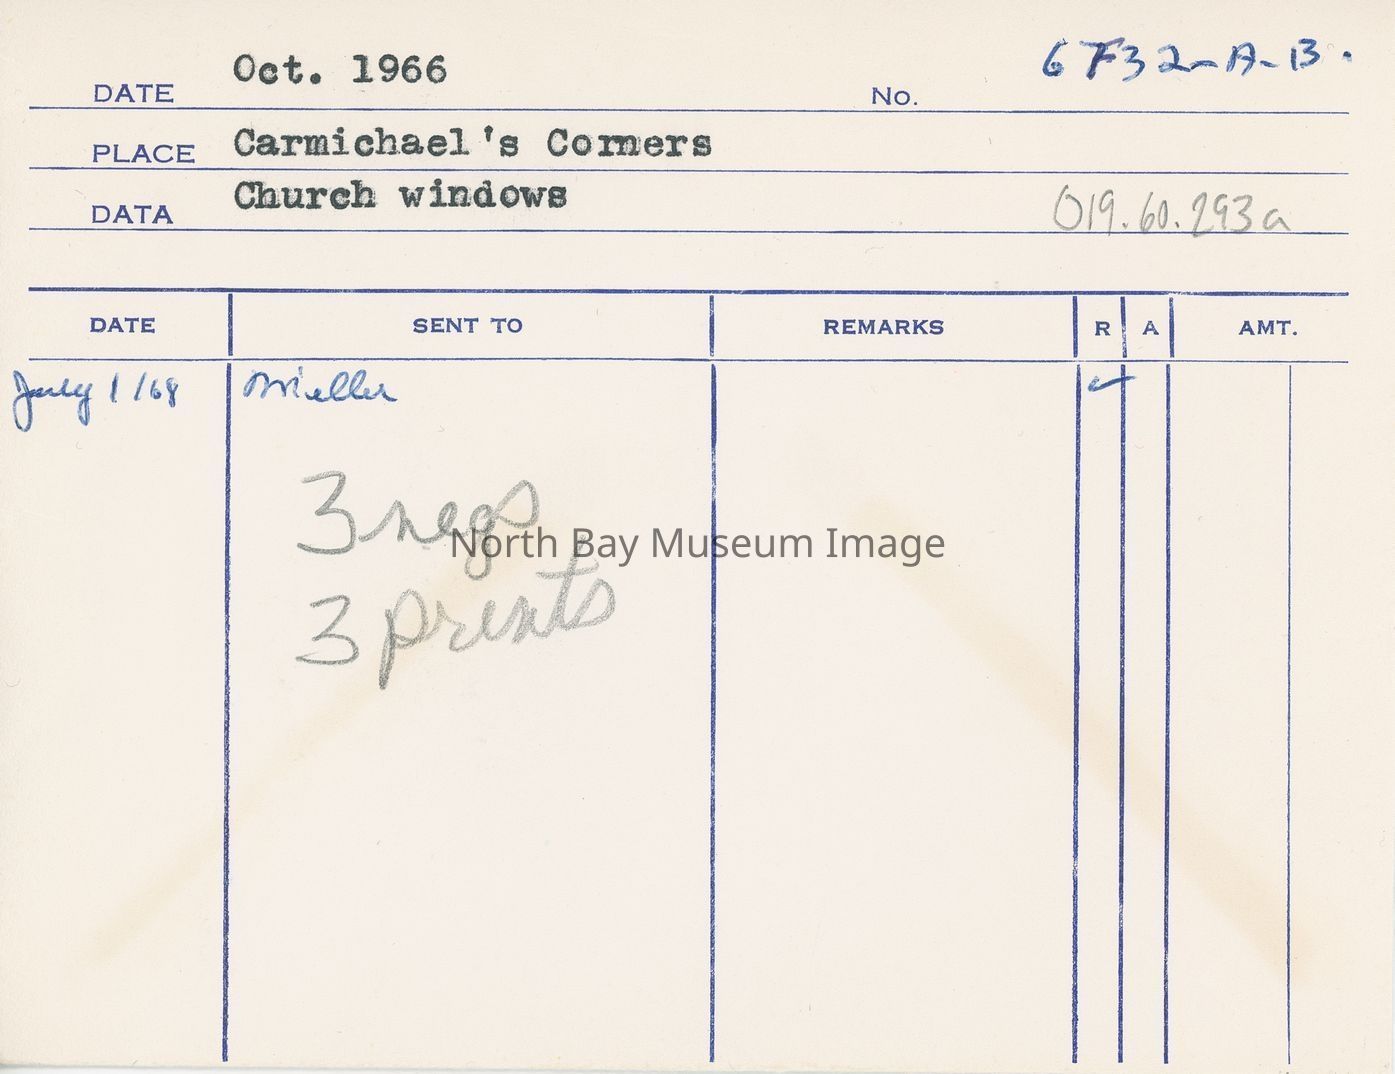 DATE Oct. 1966 No. 6F32-A-B.
PLACE Carmichael's Corners
DATA Church windows 019.60.293a
DATE SENT TO REMARKS R A AMT.
July 1/68 Mieller ✓
3 negs
North Bay Museum Image
3 prints